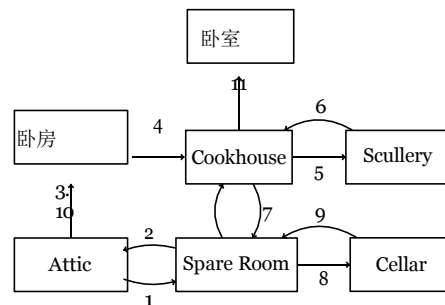 卧室
11
6
卧房
4
Cookhouse
Scullery
5
3.
10
7
2
9
Attic
Spare Room
Cellar
8
1